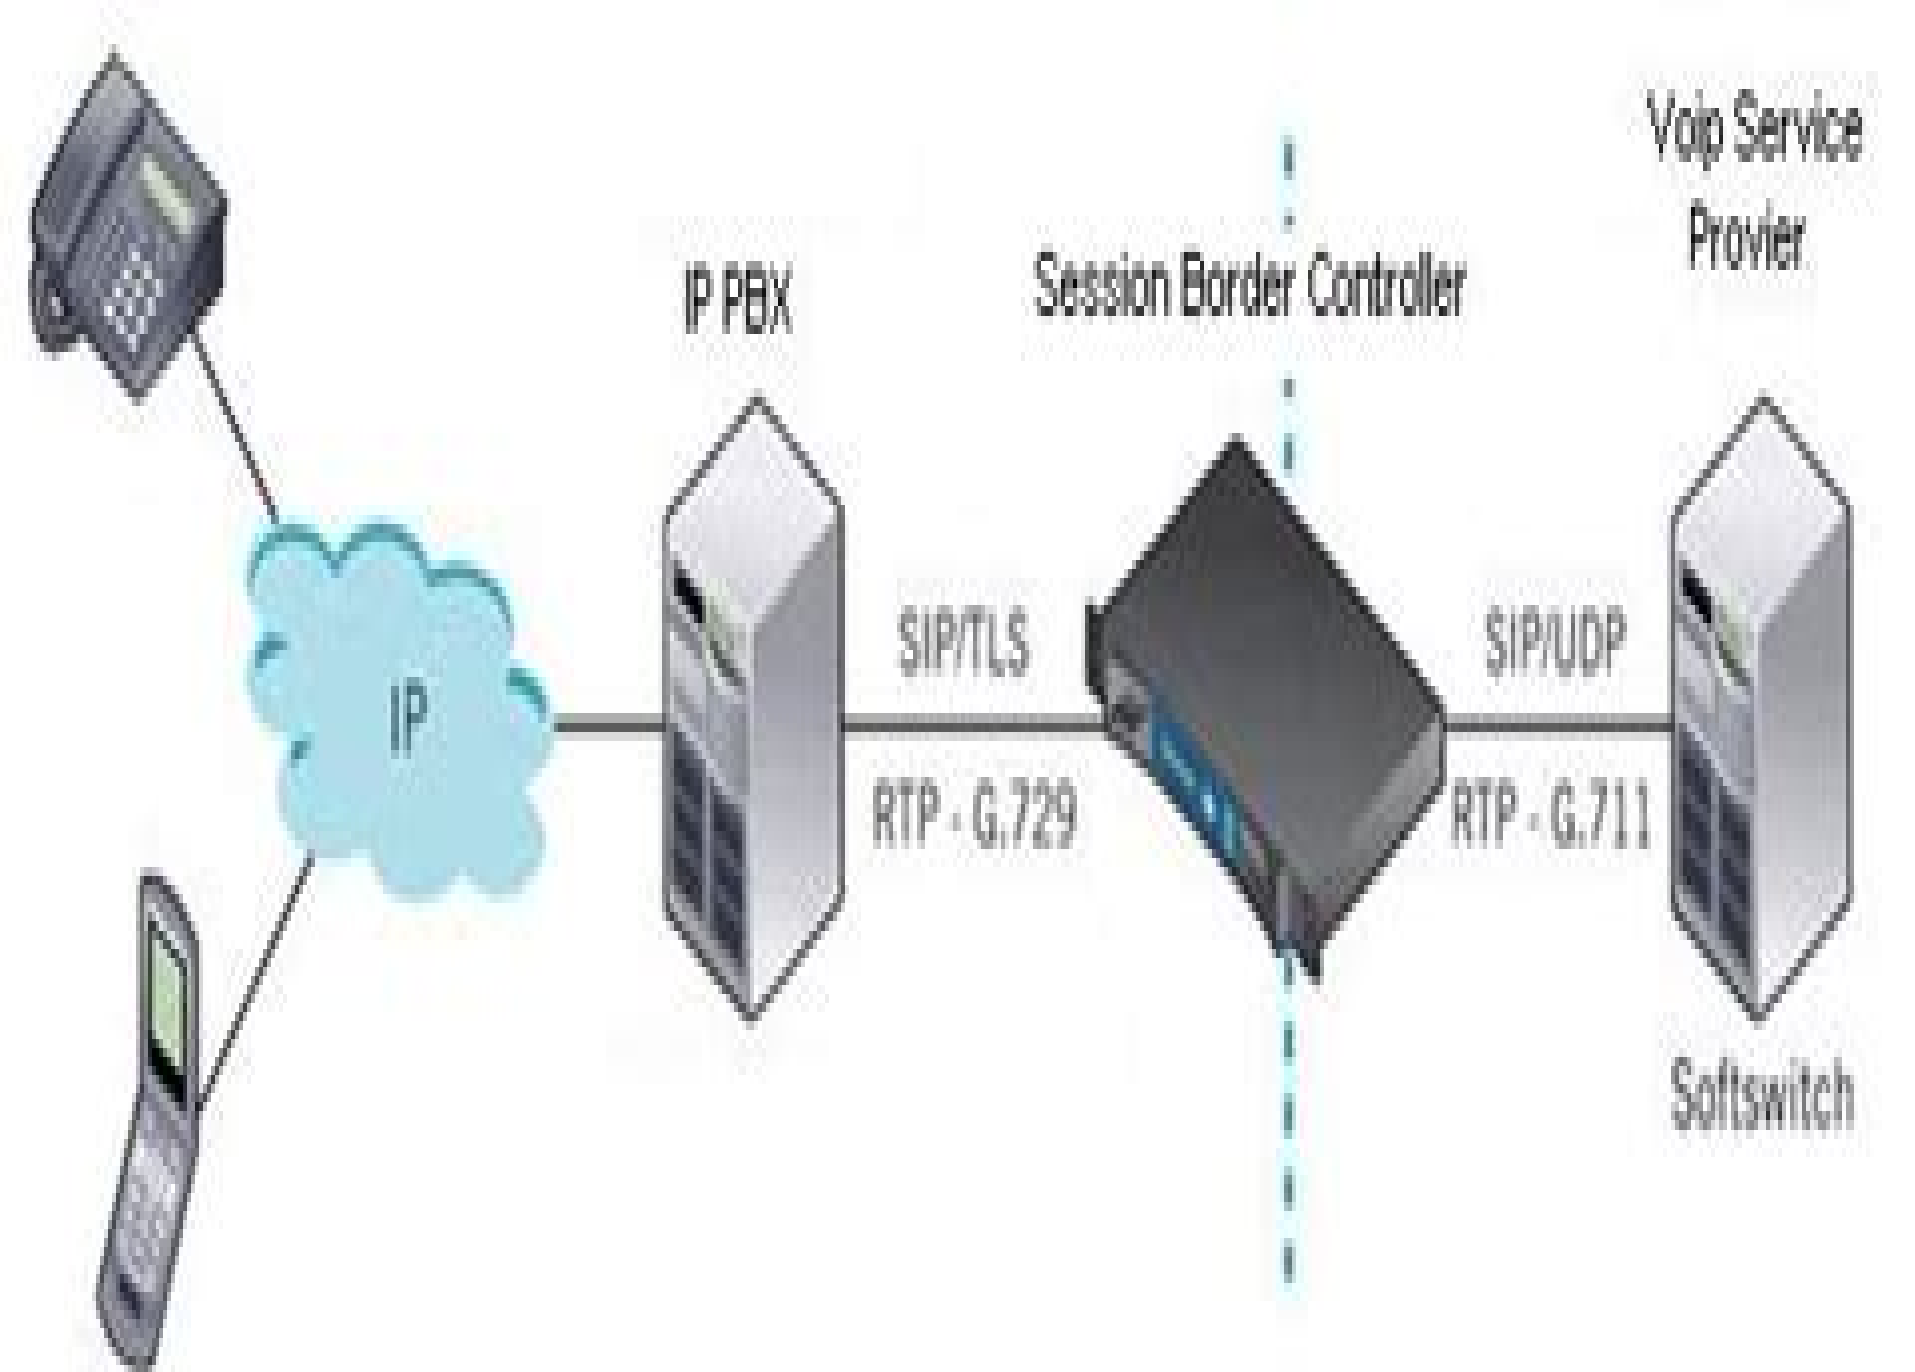 Voip Service
Provier
IP PBX
Session Border Controller
SIP/TLS
SIP/UDP
IP
RTP - G.729
RTP - G.711
Softswitch